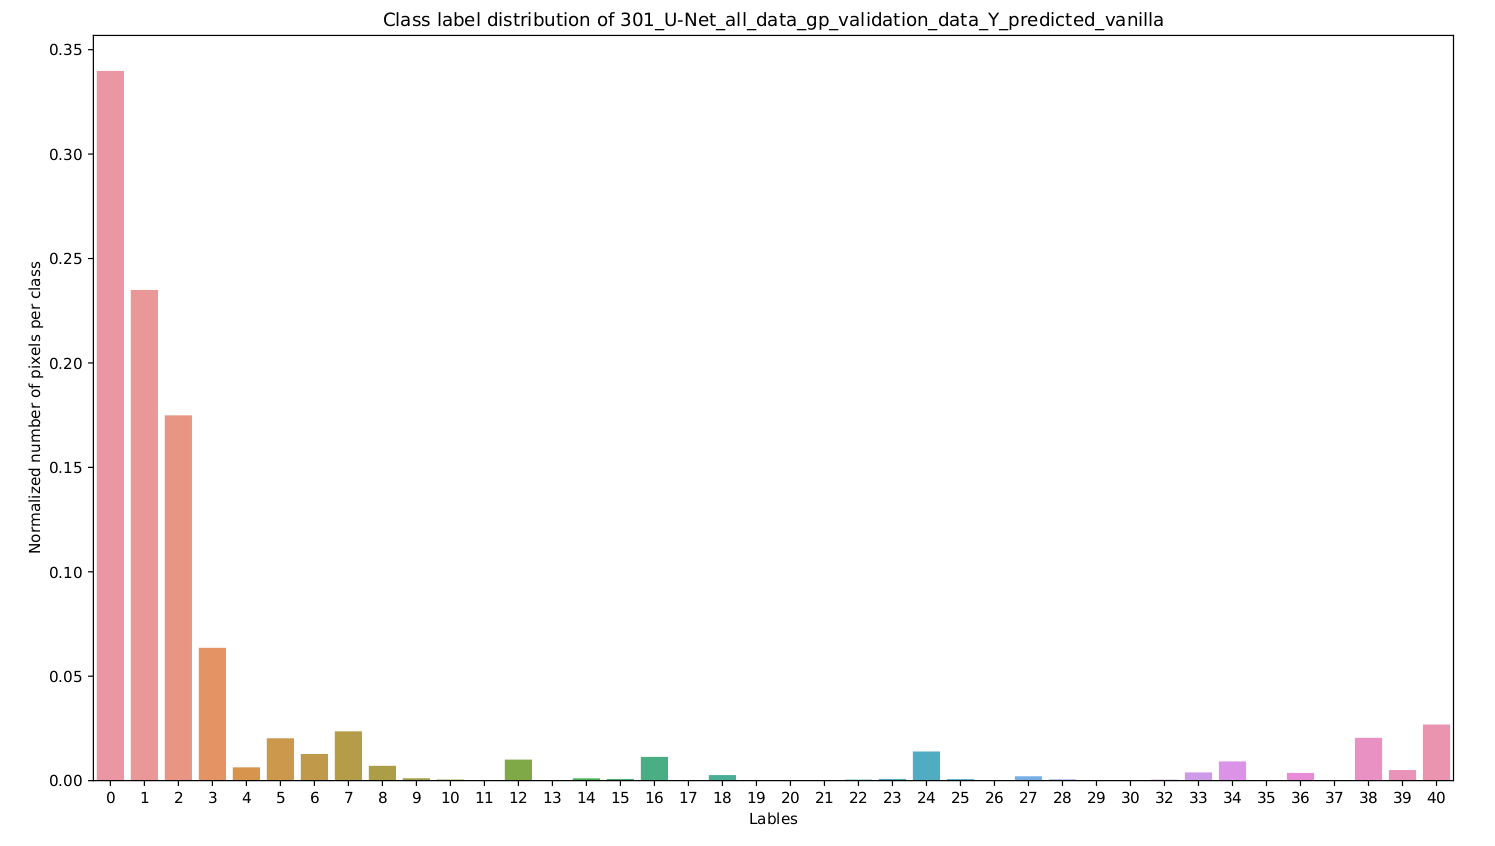 Class label distribution of 301_U-Net_all_data_gp_validation_data_Y_predicted_vanilla
0.35
0.30
0.25
0.20
0.15
0.10
0.05
0.00
Normalized number of pixels per class
0 1 2 3 4 5 6 7 8 9 10 11 12 13 14 15 16 17 18 19 20 21 22 23 24 25 26 27 28 29 30 32 33 34 35 36 37 38 39 40
Lables